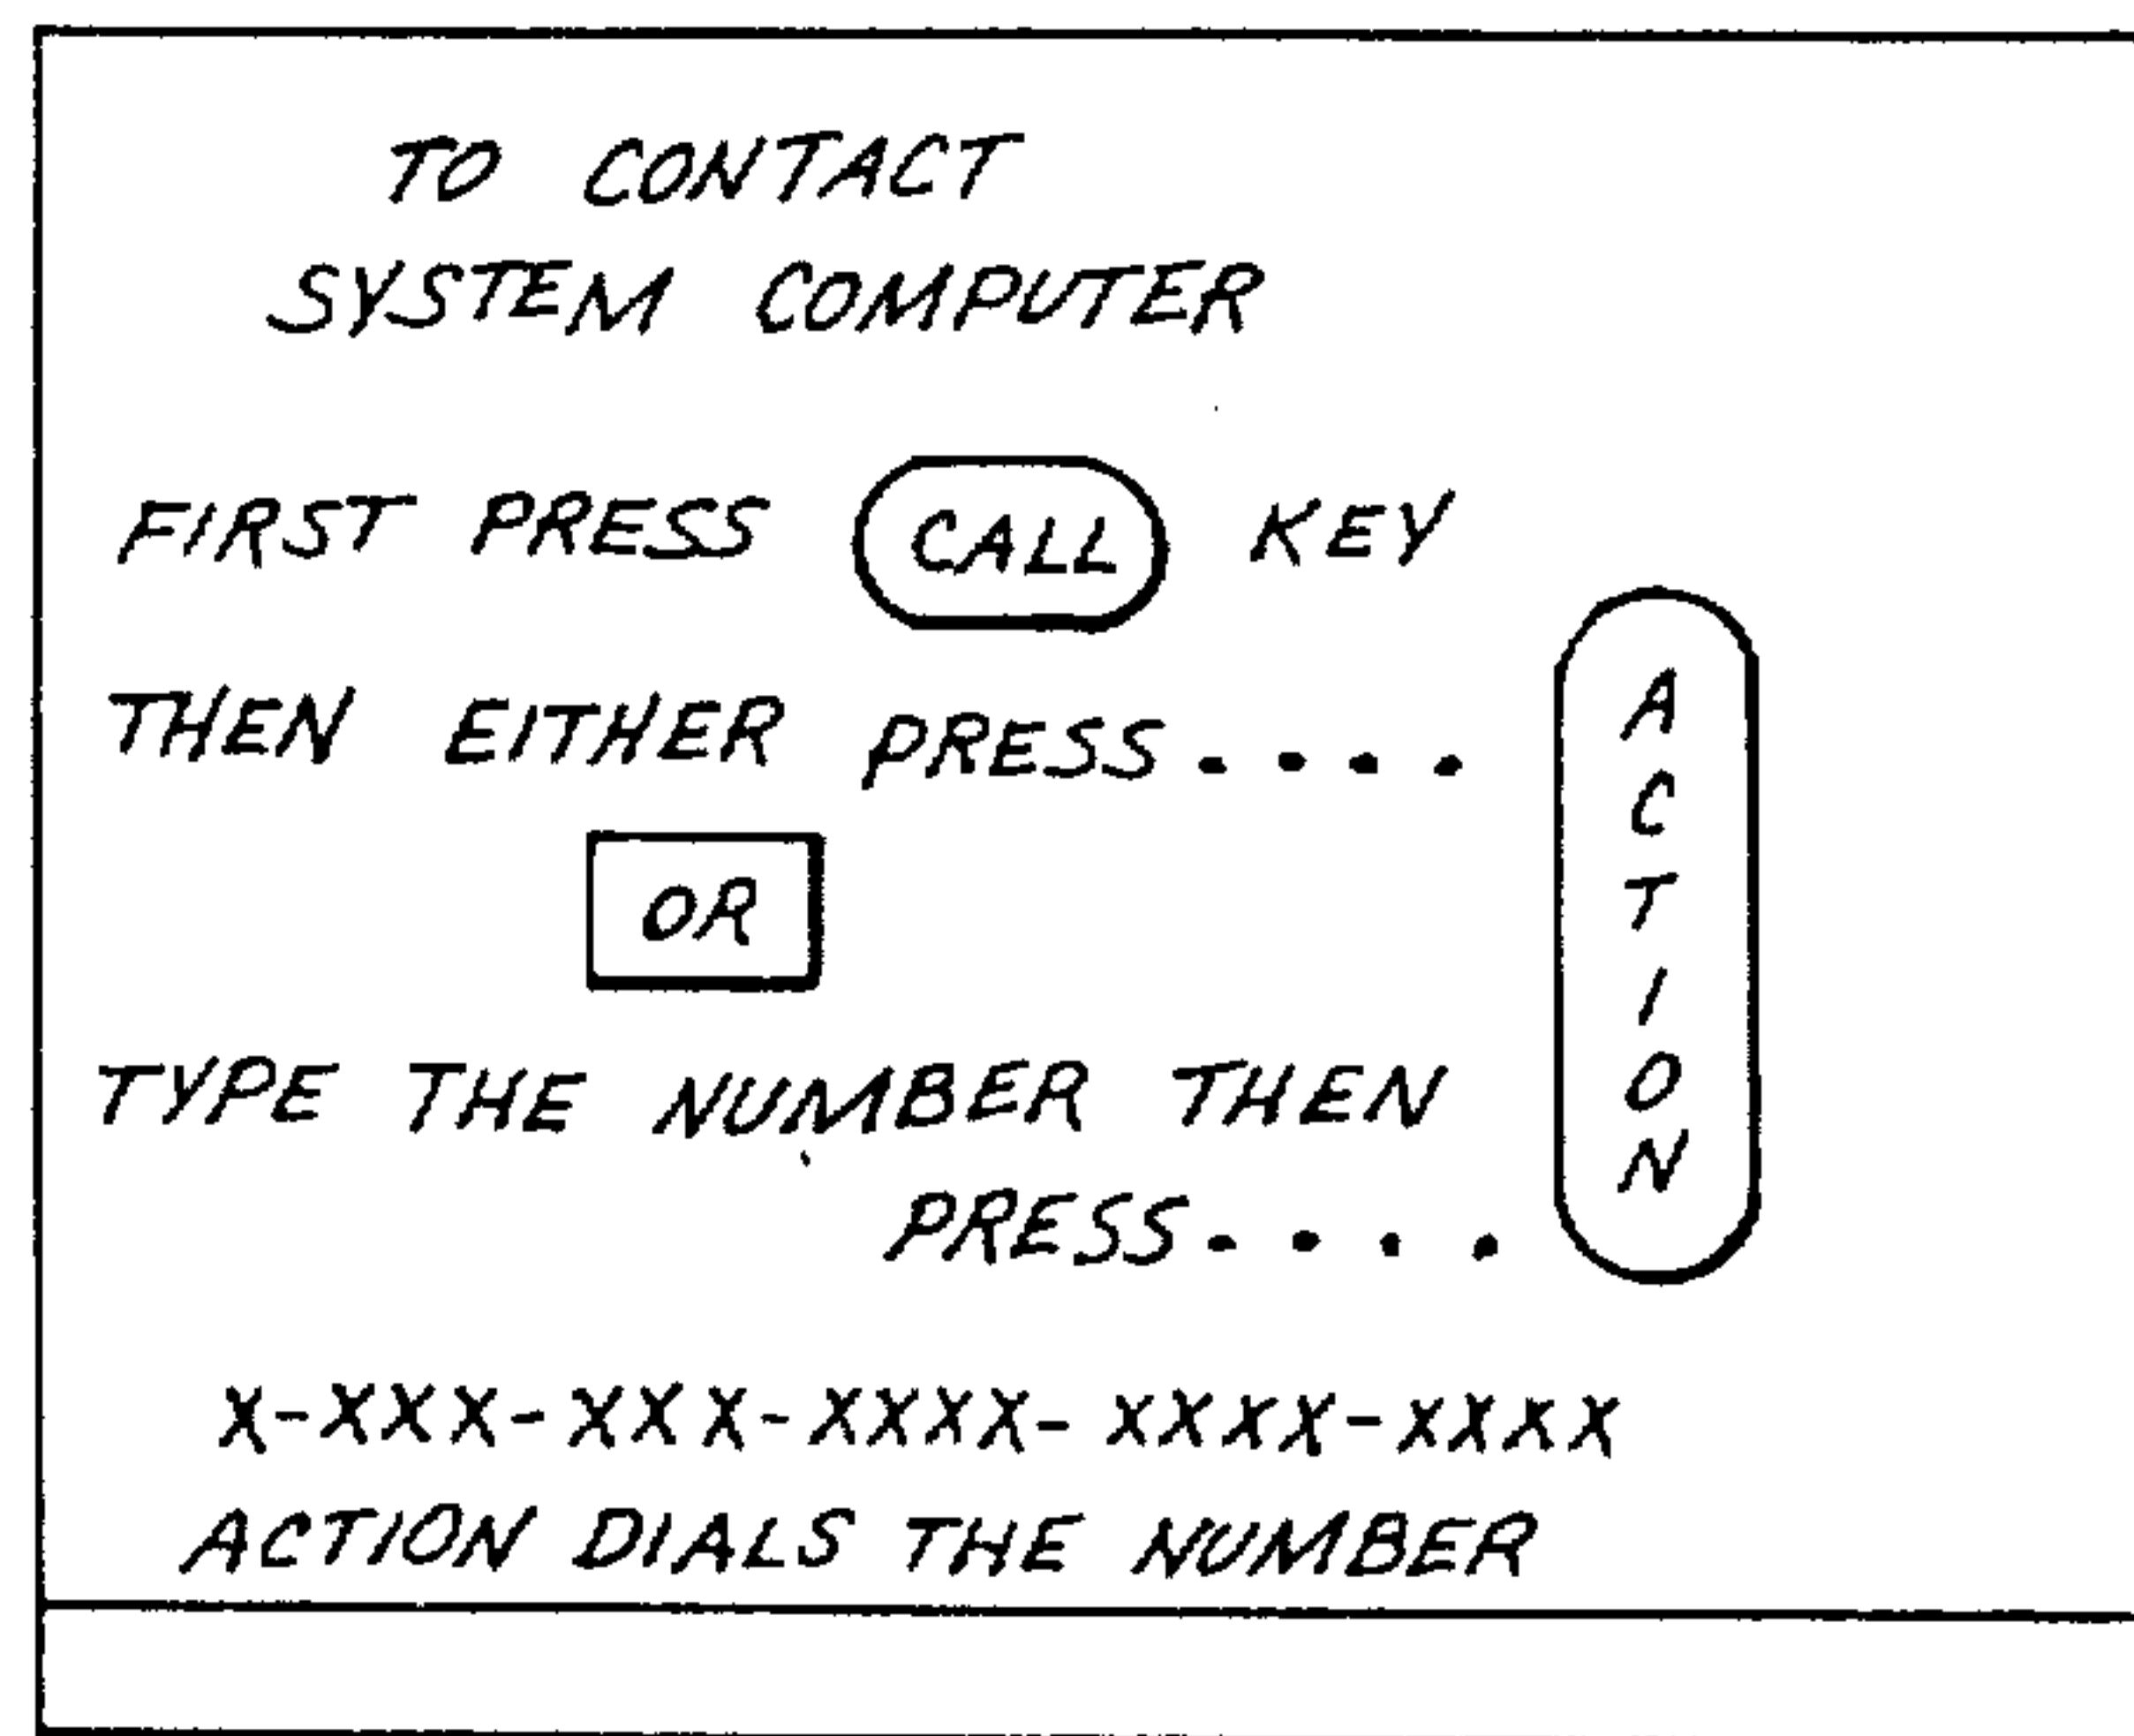 TO CONTACT
SYSTEM COMPUTER
FIRST PRESS CALL KEY
THEN EITHER PRESS....
ACTION
OR
TYPE THE NUMBER THEN
PRESS....
X-XXX-XXX-XXXX-XXXX-XXXX
ACTION DIALS THE NUMBER